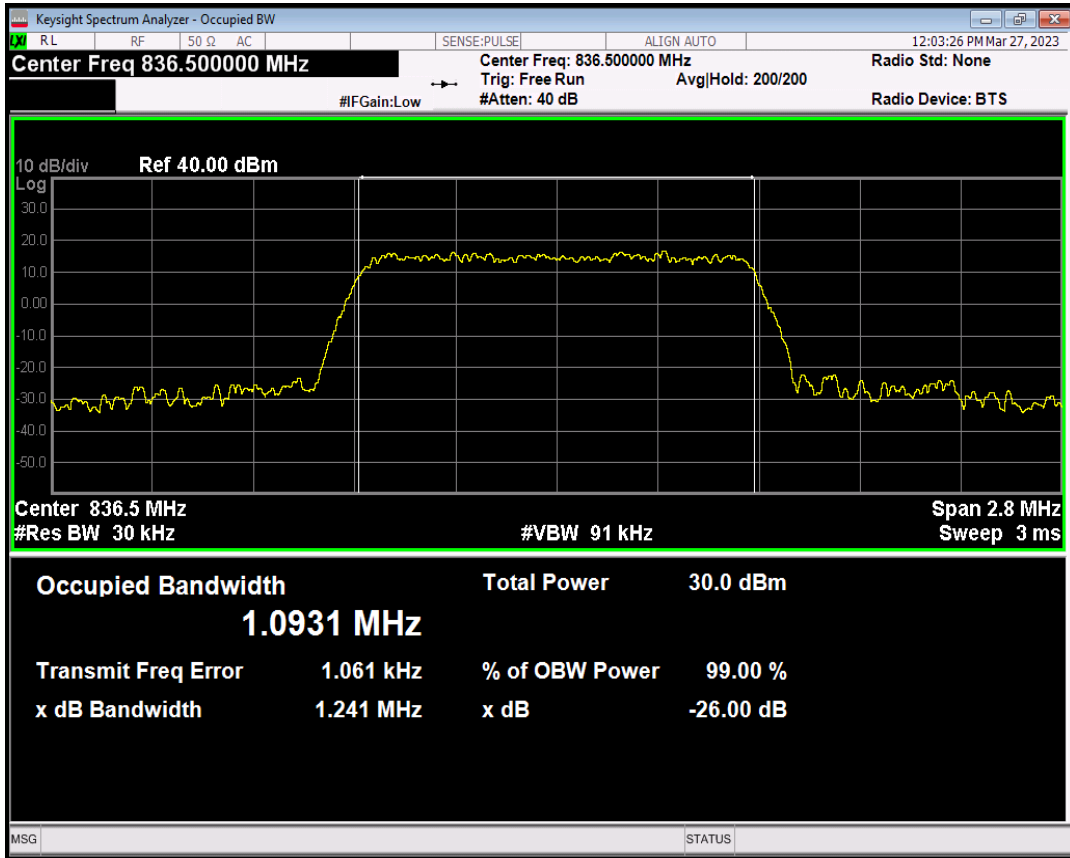 Keysight Spectrum Analyzer - Occupied BW
LXI RL RF 50 Ω AC SENSE:PULSE ALIGN AUTO 12:03:26 PM Mar 27, 2023
Center Freq 836.500000 MHz Center Freq: 836.500000 MHz Radio Std: None
Trig: Free Run Avg|Hold: 200/200
#IFGain:Low #Atten: 40 dB Radio Device: BTS
10 dB/div Ref 40.00 dBm
Log
30.0
20.0
10.0
0.00
-10.0
-20.0
-30.0
-40.0
-50.0
Center 836.5 MHz Span 2.8 MHz
#Res BW 30 kHz #VBW 91 kHz Sweep 3 ms
Occupied Bandwidth Total Power 30.0 dBm
1.0931 MHz
Transmit Freq Error 1.061 kHz % of OBW Power 99.00 %
x dB Bandwidth 1.241 MHz x dB -26.00 dB
MSG STATUS